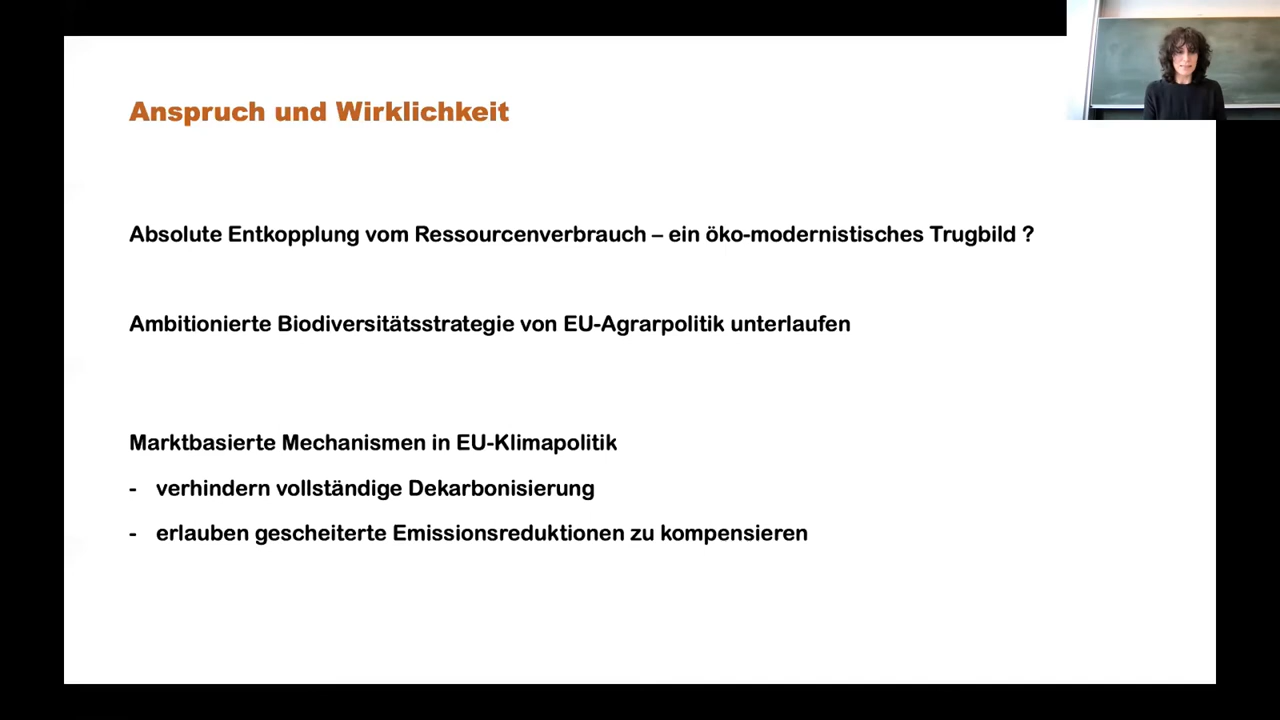 Anspruch und Wirklichkeit
Absolute Entkopplung vom Ressourcenverbrauch – ein öko-modernistisches Trugbild ?
Ambitionierte Biodiversitätsstrategie von EU-Agrarpolitik unterlaufen
Marktbasierte Mechanismen in EU-Klimapolitik
- verhindern vollständige Dekarbonisierung
- erlauben gescheiterte Emissionsreduktionen zu kompensieren